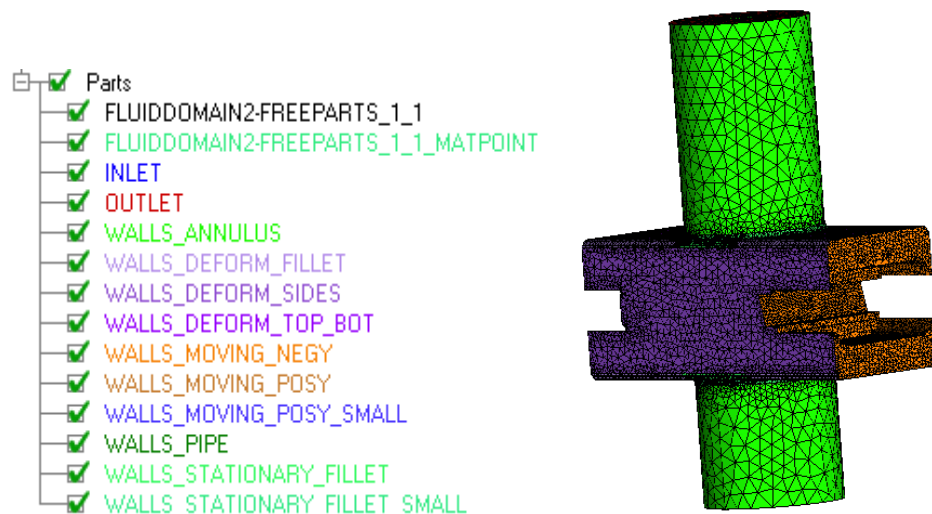 Parts
FLUIDDOMAIN2-FREEPARTS_1_1
FLUIDDOMAIN2-FREEPARTS_1_1_MATPOINT
INLET
OUTLET
WALLS_ANNULUS
WALLS_DEFORM_FILLET
WALLS_DEFORM_SIDES
WALLS_DEFORM_TOP_BOT
WALLS_MOVING_NEGY
WALLS_MOVING_POSY
WALLS_MOVING_POSY_SMALL
WALLS_PIPE
WALLS_STATIONARY_FILLET
WALLS_STATIONARY_FILLET_SMALL